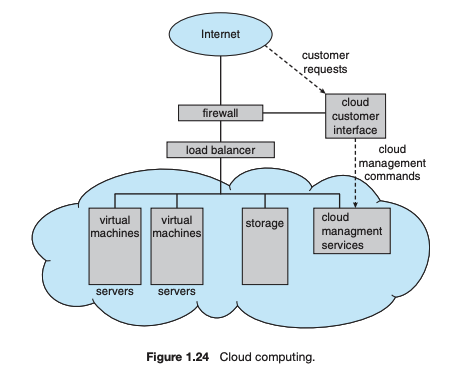 Internet
customer
requests
firewall
cloud
customer
interface
load balancer
cloud
management
commands
virtual
machines
virtual
machines
storage
cloud
managment
services
servers
servers
Figure 1.24 Cloud computing.